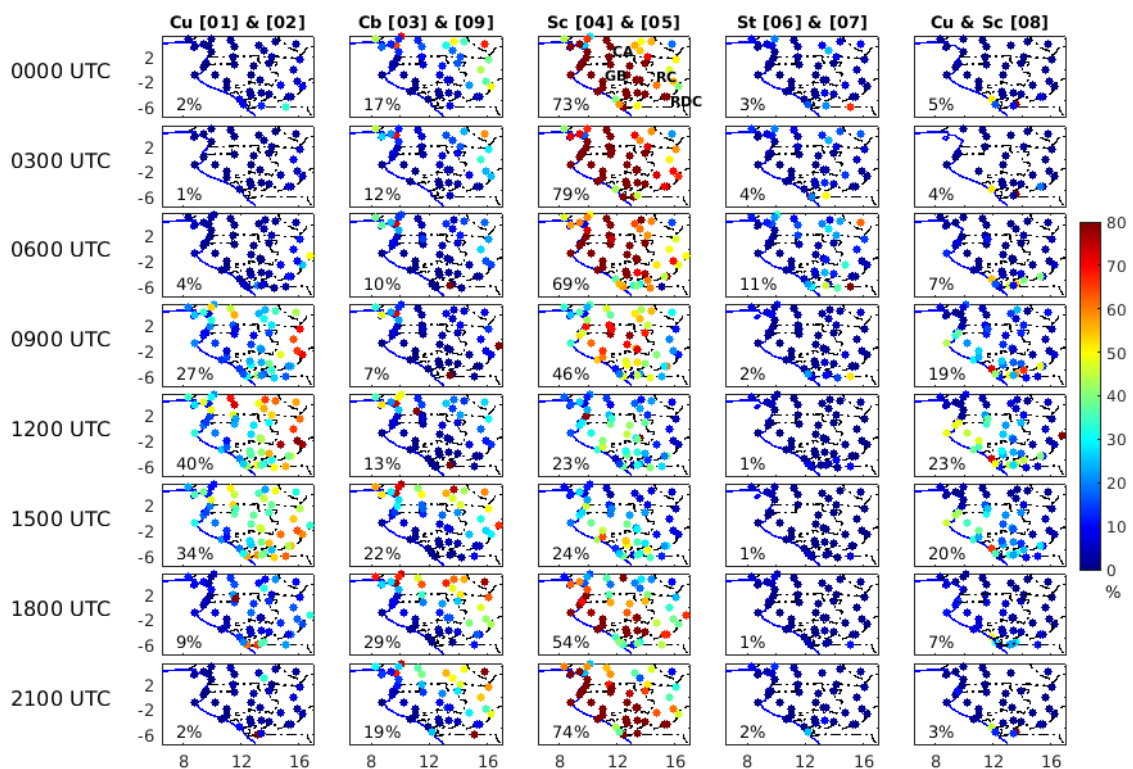 Cu [01] & [02] Cb [03] & [09] Sc [04] & [05] St [06] & [07] Cu & Sc [08]
0000 UTC
2
-2
-6
2% 17% 73% 3% 5%
CA
GB RC
RDC
0300 UTC
2
-2
-6
1% 12% 79% 4% 4%
0600 UTC
2
-2
-6
4% 10% 69% 11% 7%
0900 UTC
2
-2
-6
27% 7% 46% 2% 19%
1200 UTC
2
-2
-6
40% 13% 23% 1% 23%
1500 UTC
2
-2
-6
34% 22% 24% 1% 20%
1800 UTC
2
-2
-6
9% 29% 54% 1% 7%
2100 UTC
2
-2
-6
2% 19% 74% 2% 3%
8 12 16 8 12 16 8 12 16 8 12 16 8 12 16
80
70
60
50
40
30
20
10
0
%